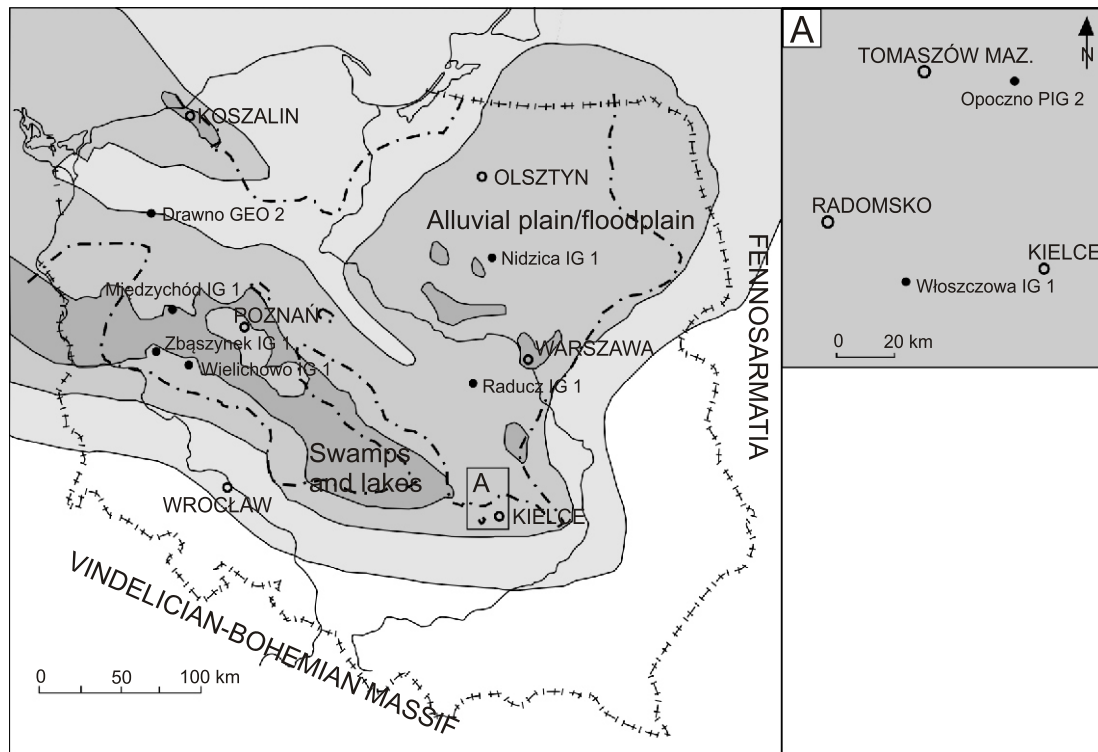 KOSZALIN
OLSZTYN
Drawno GEO 2
Alluvial plain/floodplain
Nidzica IG 1
Międzychód IG 1
POZNAŃ
Zbąszynek IG 1
Wielichowo IG 1
WARSZAWA
Raducz IG 1
FENNOSARMATIA
Swamps
and lakes
A
WROCŁAW
KIELCE
VINDELICIAN-BOHEMIAN MASSIF
0 50 100 km
A
N
TOMASZÓW MAZ.
Opoczno PIG 2
RADOMSKO
KIELCE
Włoszczowa IG 1
0 20 km